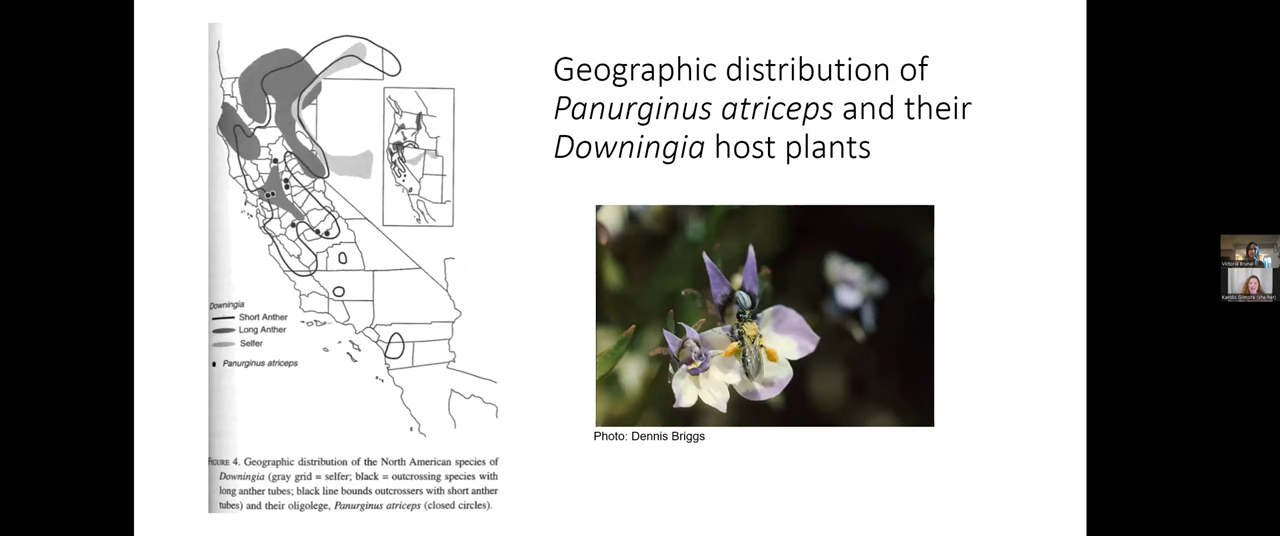 Geographic distribution of
Panurginus atriceps and their
Downingia host plants
Downingia
Short Anther
Long Anther
Selfer
Panurginus atriceps
Photo: Dennis Briggs
FIGURE 4. Geographic distribution of the North American species of
Downingia (gray grid = selfer; black = outcrossing species with
long anther tubes; black line bounds outcrossers with short anther
tubes) and their oligolege, Panurginus atriceps (closed circles).